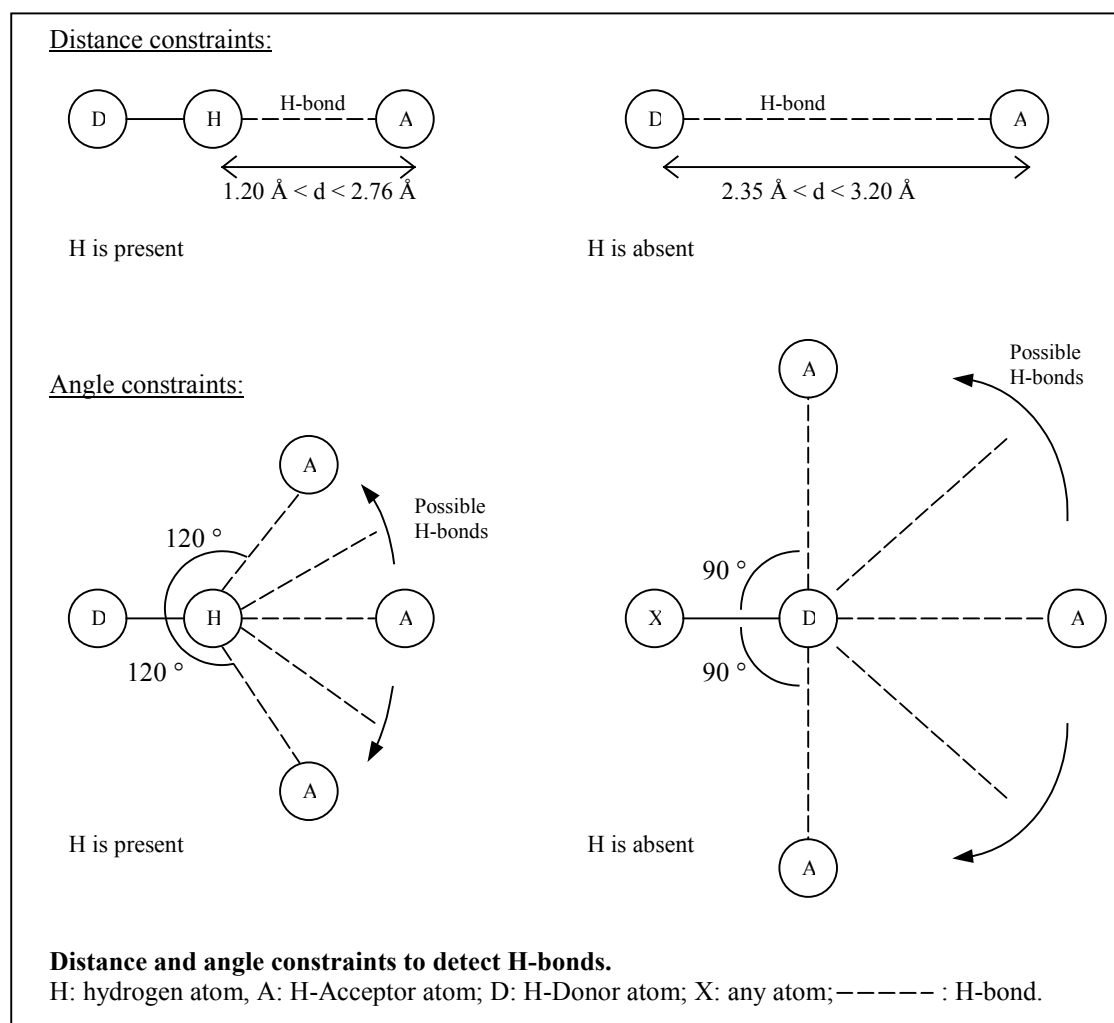 Distance constraints:
H-bond
D H A
1.20 Å < d < 2.76 Å
H is present
H-bond
D A
2.35 Å < d < 3.20 Å
H is absent
Angle constraints:
A
Possible
H-bonds
120 °
D H A
120 °
A
H is present
A
Possible
H-bonds
90 °
X D A
90 °
A
H is absent
Distance and angle constraints to detect H-bonds.
H: hydrogen atom, A: H-Acceptor atom; D: H-Donor atom; X: any atom; ----- : H-bond.